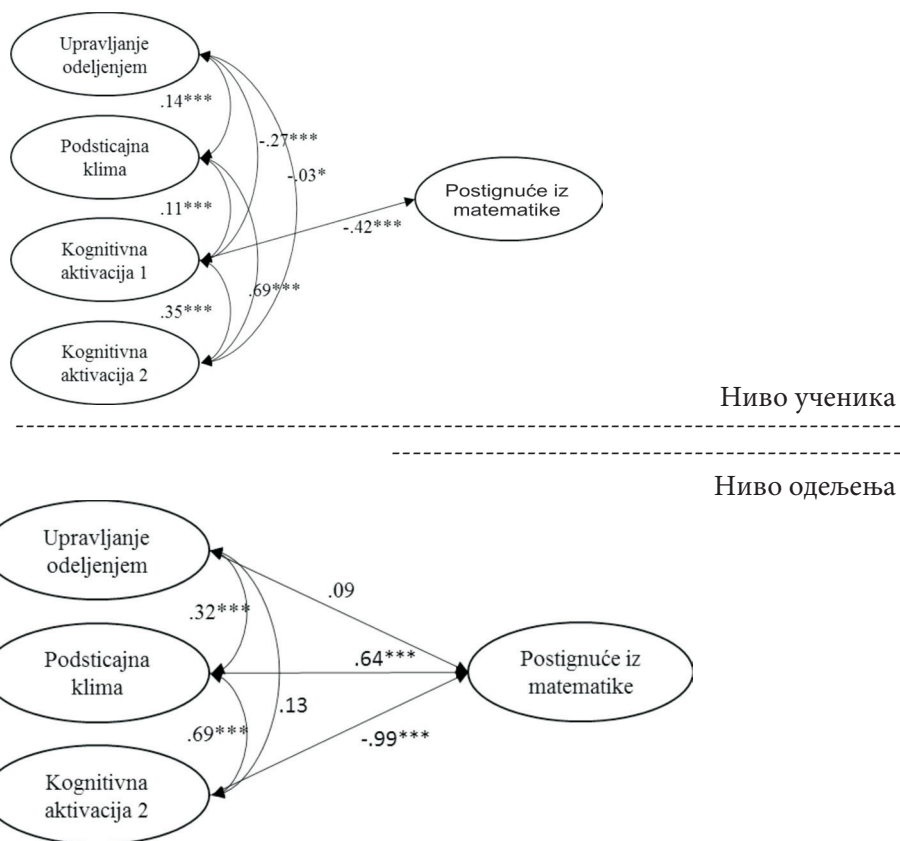 Upravljanje
odeljenjem
.14***
Podsticajna
klima
-.27***
-.03*
Postignuće iz
matematike
.11***
-.42***
Kognitivna
aktivacija 1
.69***
.35***
Kognitivna
aktivacija 2
Ниво ученика
Ниво одељења
Upravljanje
odeljenjem
.09
.32***
Podsticajna
klima
.64***
Postignuće iz
matematike
.13
.69***
-.99***
Kognitivna
aktivacija 2